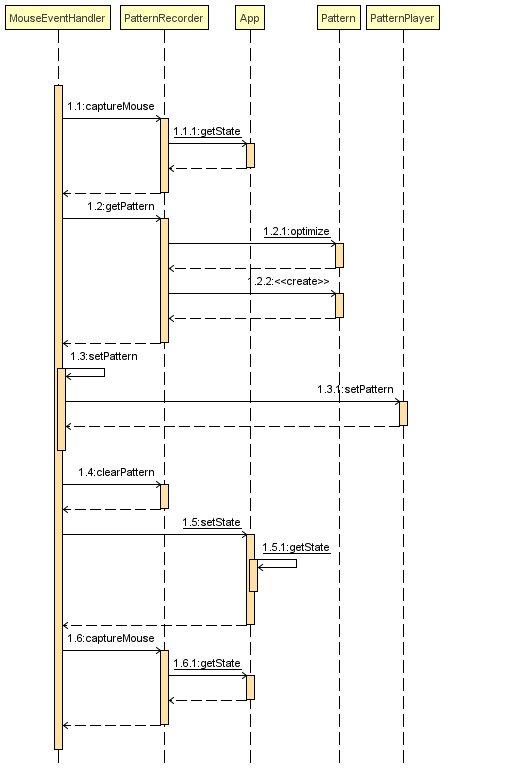 MouseEventHandler PatternRecorder App Pattern PatternPlayer
1.1:captureMouse
1.1.1:getState
1.2:getPattern
1.2.1:optimize
1.2.2:<<create>>
1.3:setPattern
1.3.1:setPattern
1.4:clearPattern
1.5:setState
1.5.1:getState
1.6:captureMouse
1.6.1:getState